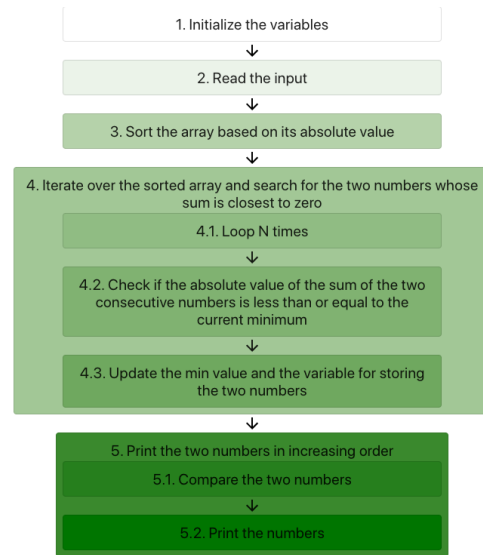 1. Initialize the variables
2. Read the input
3. Sort the array based on its absolute value
4. Iterate over the sorted array and search for the two numbers whose
sum is closest to zero
4.1. Loop N times
4.2. Check if the absolute value of the sum of the two
consecutive numbers is less than or equal to the
current minimum
4.3. Update the min value and the variable for storing
the two numbers
5. Print the two numbers in increasing order
5.1. Compare the two numbers
5.2. Print the numbers